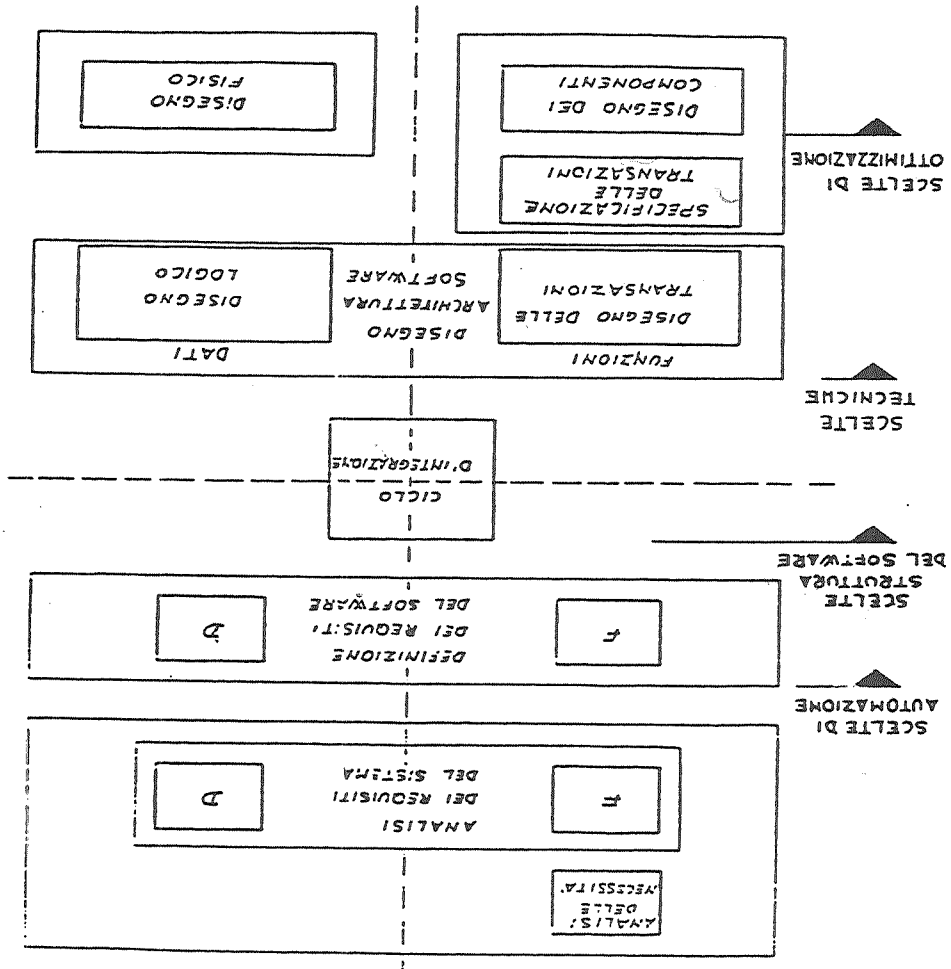 ANALISI
DELLE
NECESSITA'
ANALISI
DEI REQUISITI
DEL SISTEMA
F
D
SCELTE DI
AUTOMAZIONE
F
DEFINIZIONE
DEI REQUISITI
DEL SOFTWARE
D
SCELTE
STRUTTURA
DEL SOFTWARE
CICLO
D'INTEGRAZIONE
SCELTE
TECNICHE
FUNZIONI
DISEGNO DELLE
TRANSAZIONI
DISEGNO
ARCHITETTURA
SOFTWARE
DATI
DISEGNO
LOGICO
SCELTE DI
OTTIMIZZAZIONE
SPECIFICAZIONE
DELLE
TRANSAZIONI
DISEGNO DEI
COMPONENTI
DISEGNO
FISICO